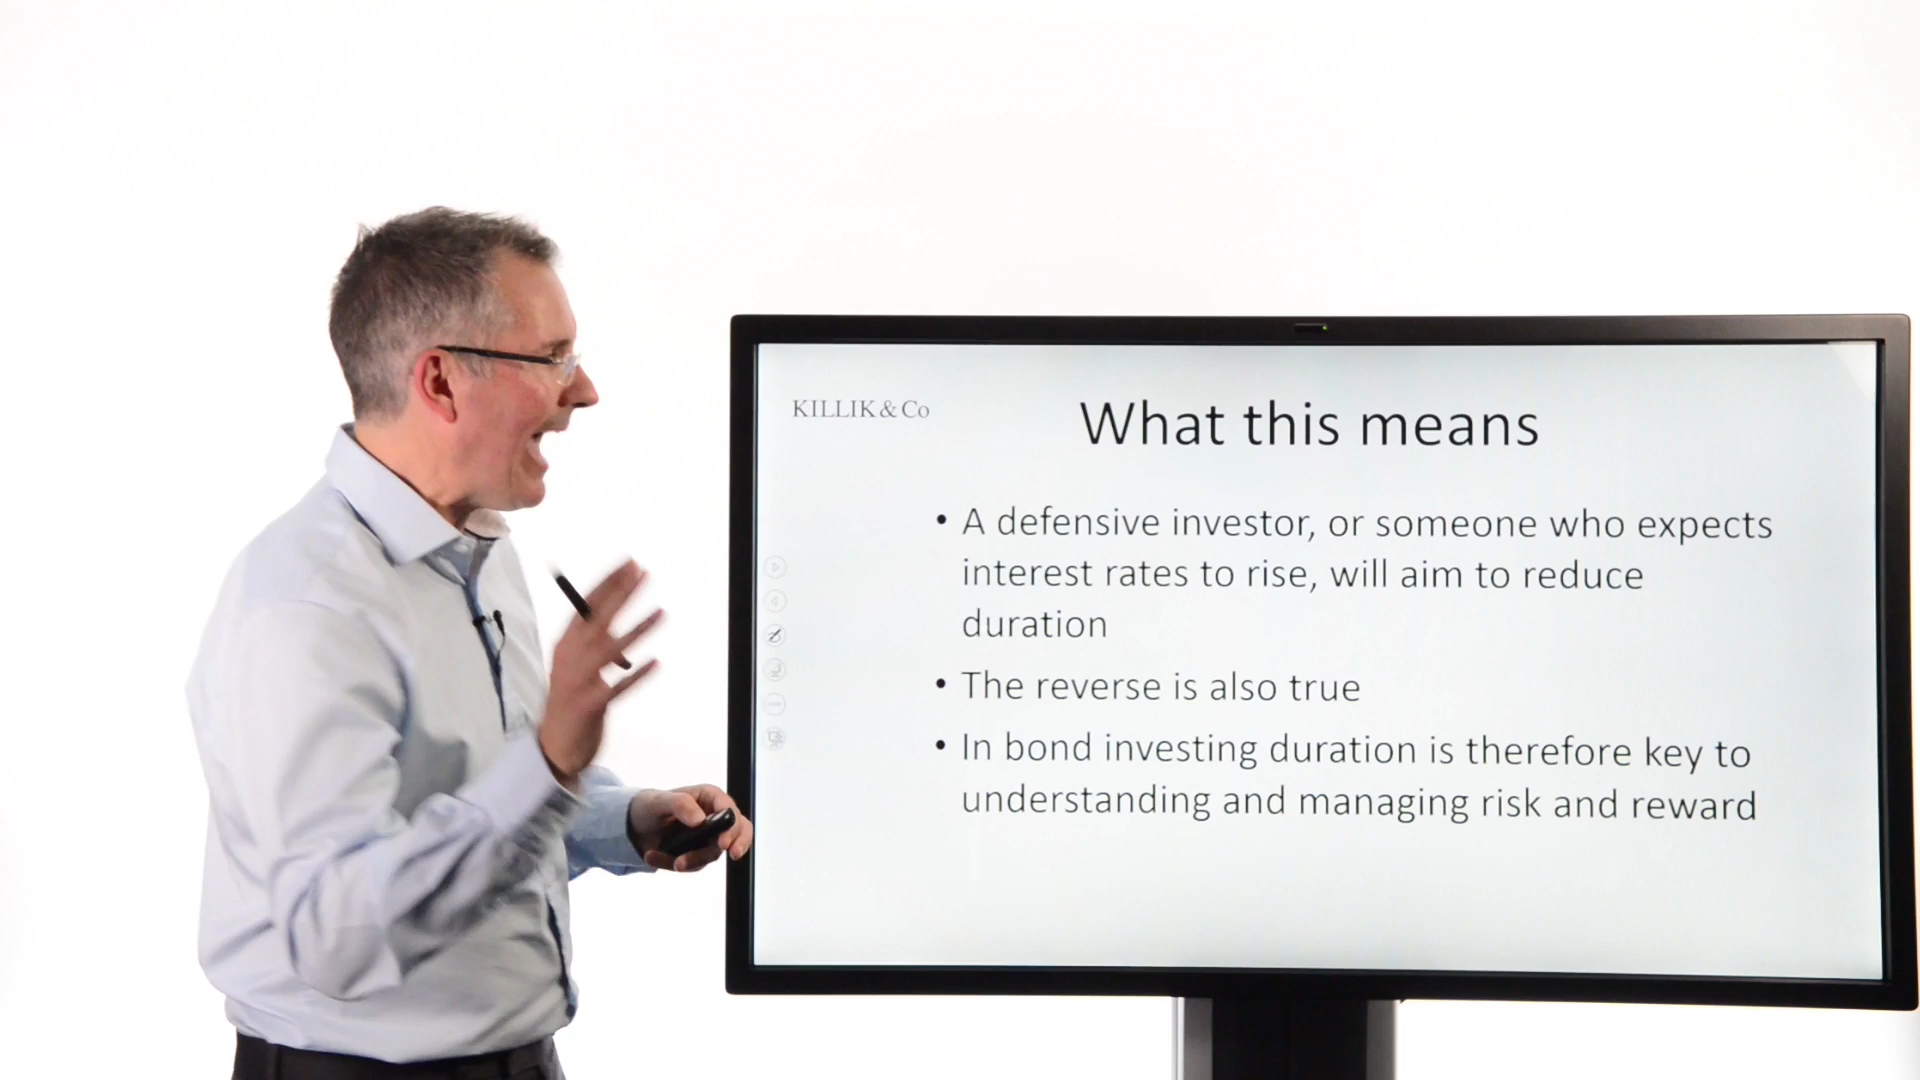 KILLIK & Co
What this means
• A defensive investor, or someone who expects
interest rates to rise, will aim to reduce
duration
• The reverse is also true
• In bond investing duration is therefore key to
understanding and managing risk and reward